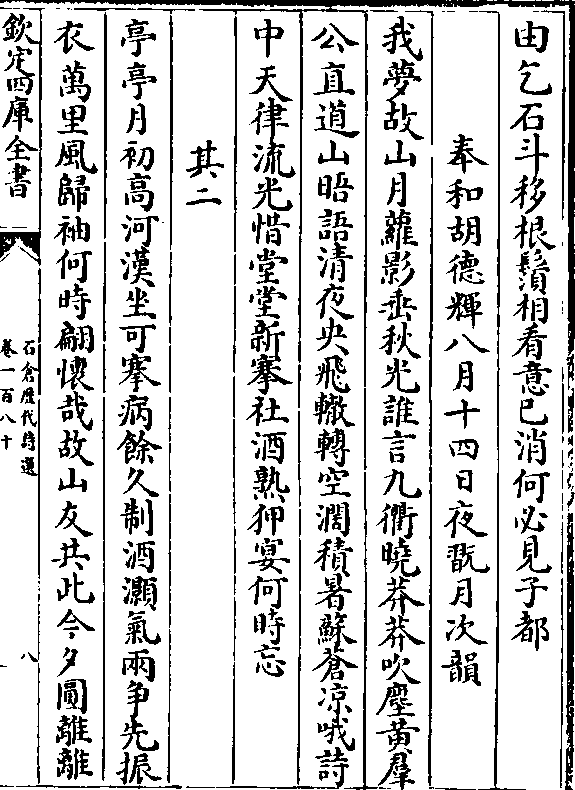 由乞石斗移根鬚相看意已消何必見子都
奉和胡德輝八月十四日夜翫月次韻
我夢故山月蘿影垂秋光誰言九衢曉莽莽吹塵黄羣
公直道山晤語清夜央飛轍轉空濶積暑蘇蒼凉哦詩
中天律流光惜堂堂新搴社酒熟狎宴何時忘
其二
亭亭月初高河漢坐可搴病餘久制酒灝氣兩争先振
衣萬里風歸袖何時翩懷哉故山友共此今夕圓離離
欽定四庫全書
石倉歷代詩選
卷一百八十
八